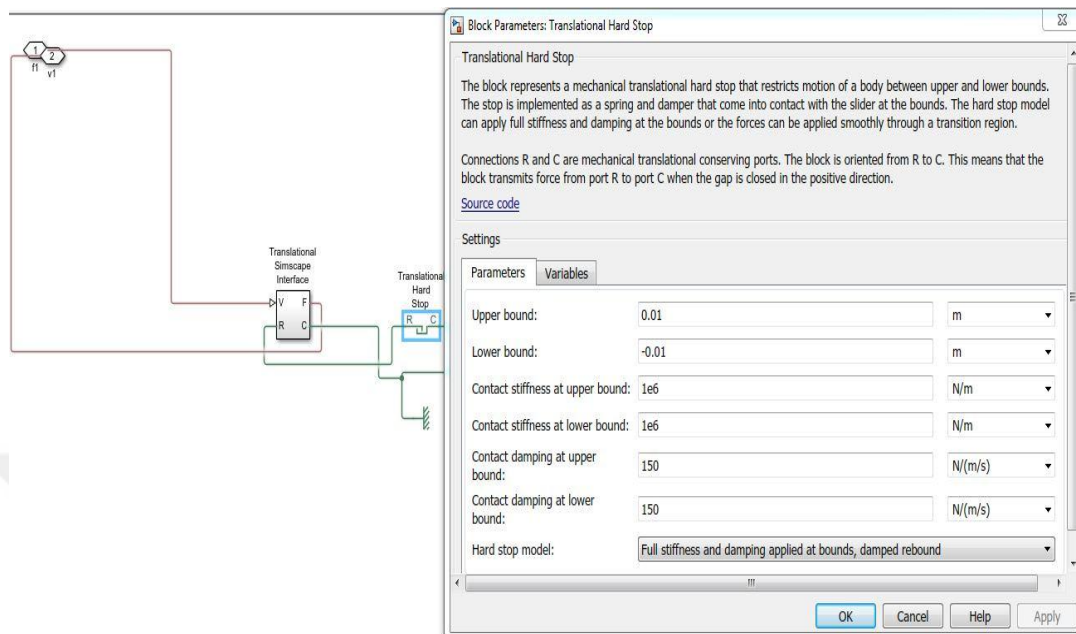 1
2
f1
v1
Translational
Simscape
Interface
V F
R C
Translational
Hard
Stop
R C
Block Parameters: Translational Hard Stop
Translational Hard Stop
The block represents a mechanical translational hard stop that restricts motion of a body between upper and lower bounds.
The stop is implemented as a spring and damper that come into contact with the slider at the bounds. The hard stop model
can apply full stiffness and damping at the bounds or the forces can be applied smoothly through a transition region.
Connections R and C are mechanical translational conserving ports. The block is oriented from R to C. This means that the
block transmits force from port R to port C when the gap is closed in the positive direction.
Source code
Settings
Parameters Variables
Upper bound: 0.01 m
Lower bound: -0.01 m
Contact stiffness at upper bound: 1e6 N/m
Contact stiffness at lower bound: 1e6 N/m
Contact damping at upper
bound: 150 N/(m/s)
Contact damping at lower
bound: 150 N/(m/s)
Hard stop model: Full stiffness and damping applied at bounds, damped rebound
OK Cancel Help Apply